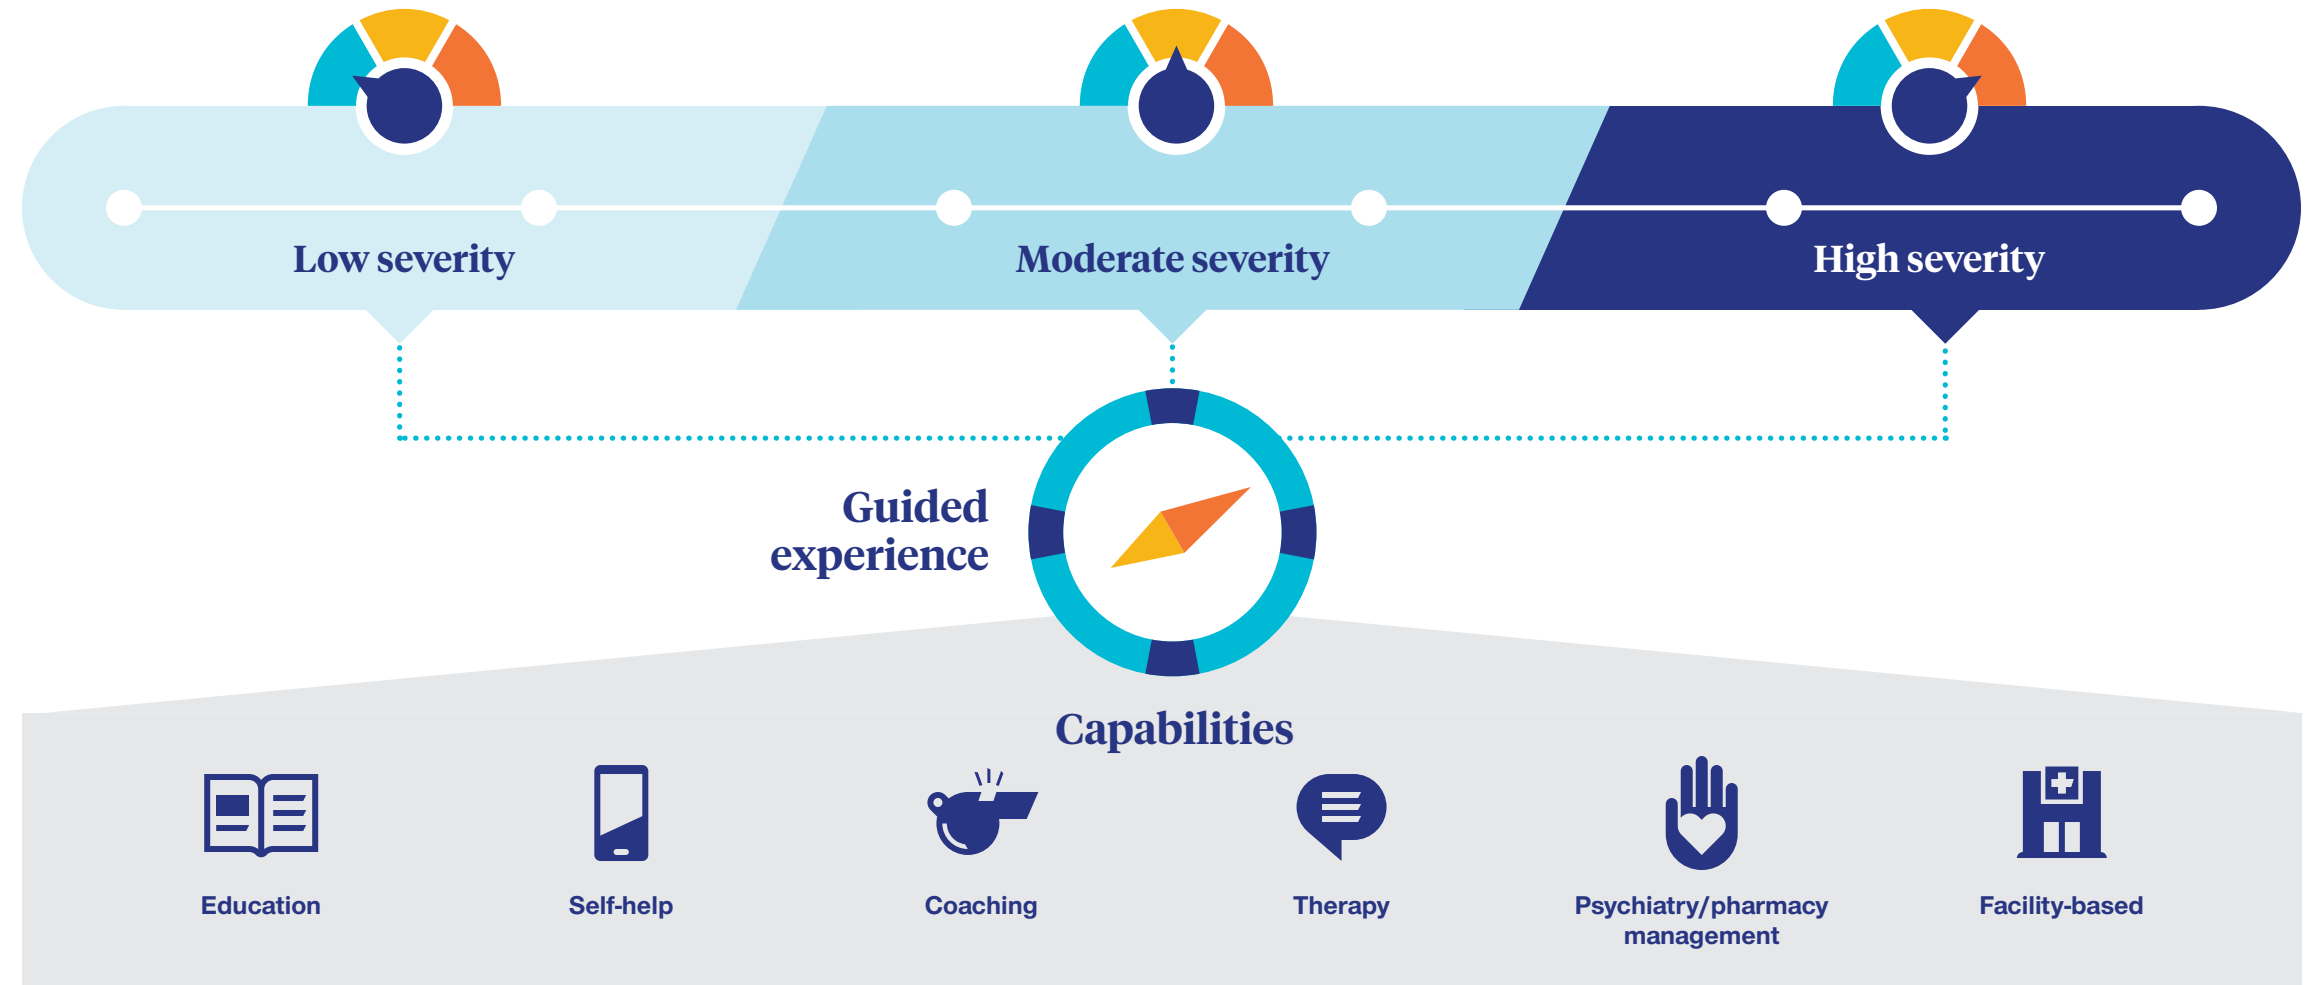 Low severity
Moderate severity
High severity
Guided
experience
Capabilities
Education
Self-help
Coaching
Therapy
Psychiatry/pharmacy
management
Facility-based